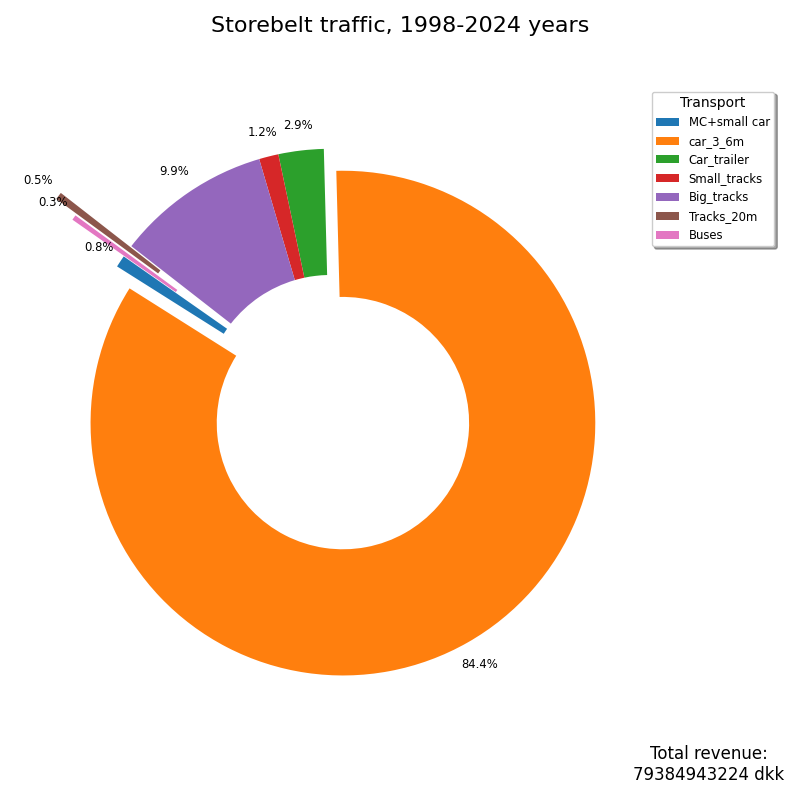 Storebelt traffic, 1998-2024 years
Transport
MC+small car
car_3_6m
Car_trailer
Small_tracks
Big_tracks
Tracks_20m
Buses
2.9%
1.2%
9.9%
0.5%
0.3%
0.8%
84.4%
Total revenue:
79384943224 dkk